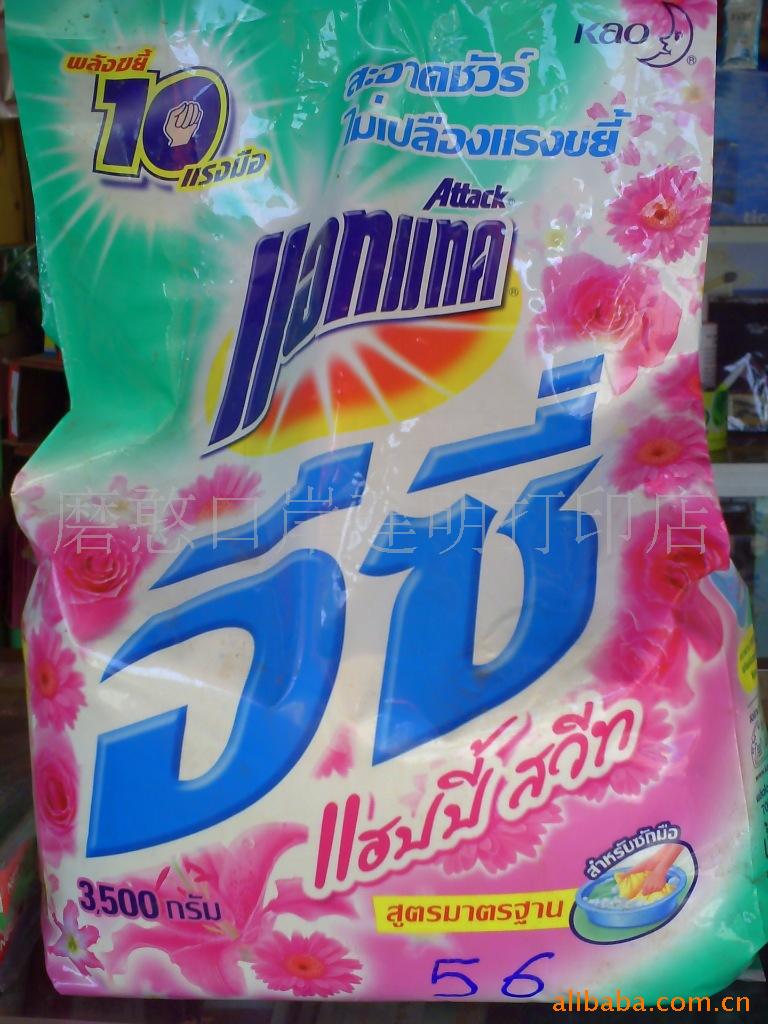 Kao
พลังขยี้
10
แรงมือ
สะอาดชัวร์
ไม่เปลืองแรงขยี้
Attack
แอทแทค
อีซี่
磨憨口岸莲明打印店
แฮปปี้ สวีท
สำหรับซักมือ
3,500 กรัม
สูตรมาตรฐาน
56
alibaba.com.cn